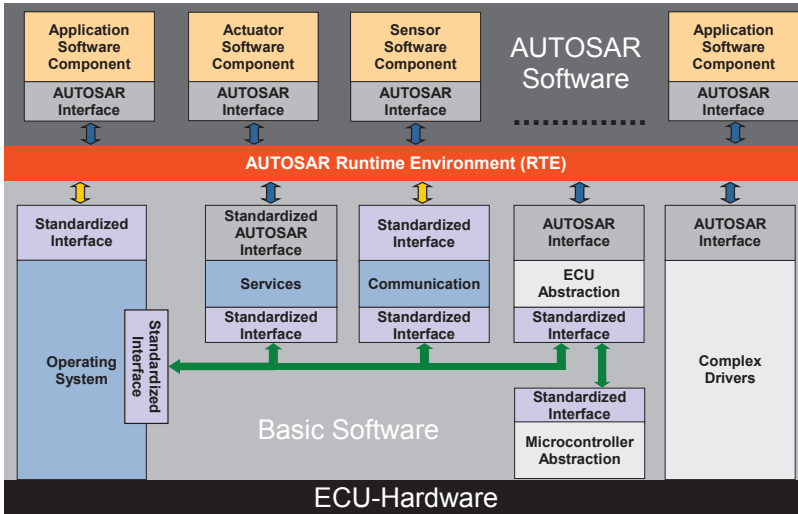 Application
Software
Component
AUTOSAR
Interface
Actuator
Software
Component
AUTOSAR
Interface
Sensor
Software
Component
AUTOSAR
Interface
AUTOSAR
Software
Application
Software
Component
AUTOSAR
Interface
AUTOSAR Runtime Environment (RTE)
Standardized
Interface
Operating
System
Standardized
Interface
Standardized
AUTOSAR
Interface
Services
Standardized
Interface
Standardized
Interface
Communication
Standardized
Interface
AUTOSAR
Interface
ECU
Abstraction
Standardized
Interface
Standardized
Interface
Microcontroller
Abstraction
AUTOSAR
Interface
Complex
Drivers
Basic Software
ECU-Hardware